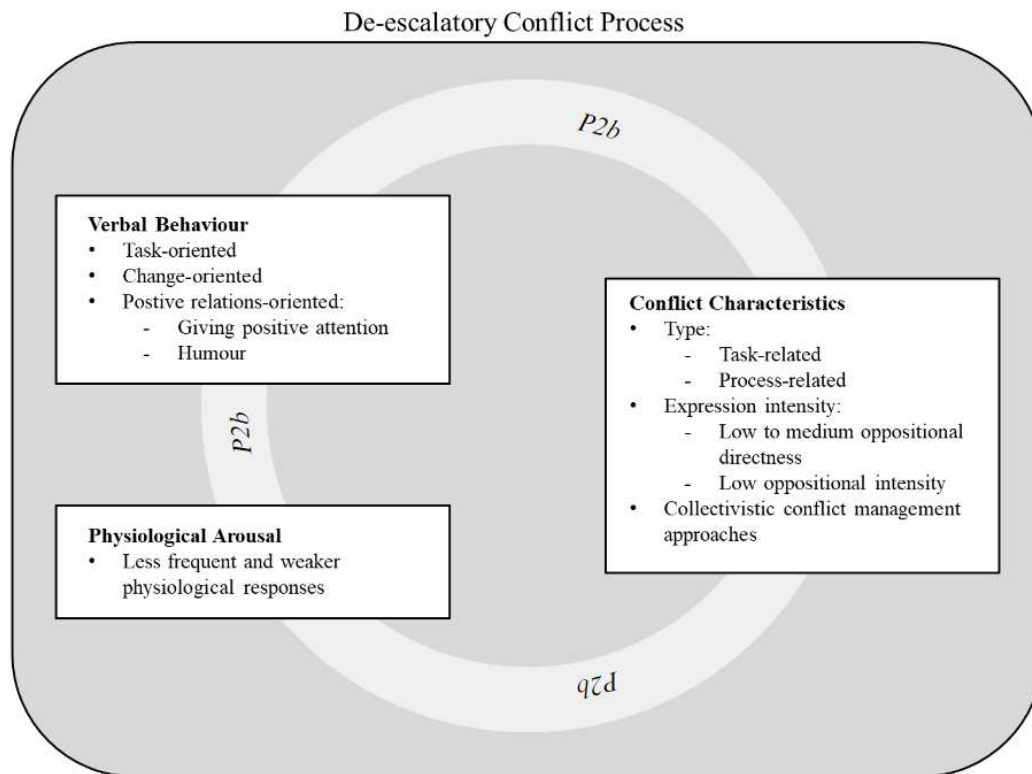 De-escalatory Conflict Process
P2b
Verbal Behaviour
• Task-oriented
• Change-oriented
• Postive relations-oriented:
- Giving positive attention
- Humour
Conflict Characteristics
• Type:
- Task-related
- Process-related
• Expression intensity:
- Low to medium oppositional
directness
- Low oppositional intensity
• Collectivistic conflict management
approaches
P2b
Physiological Arousal
• Less frequent and weaker
physiological responses
P2b